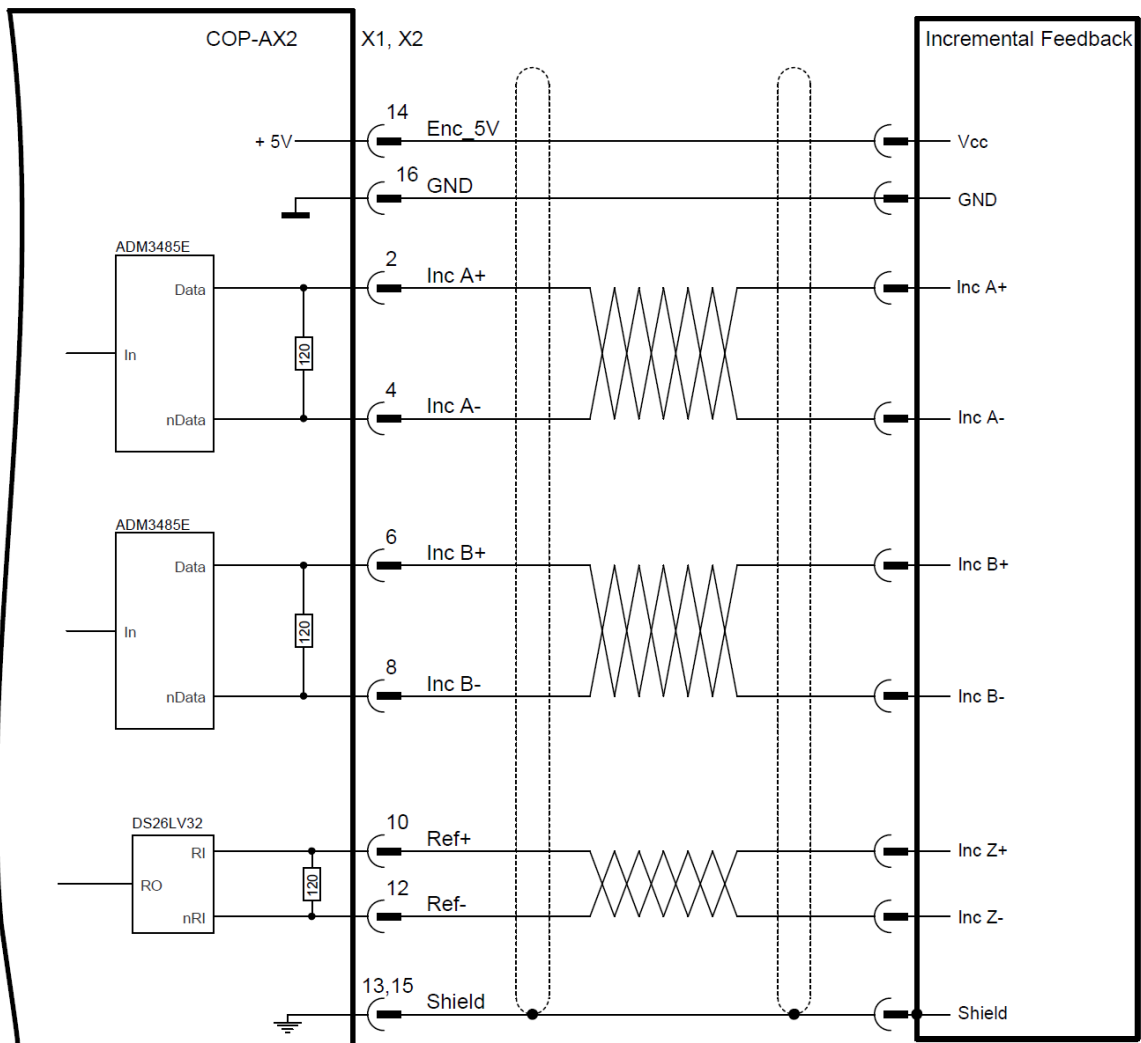 COP-AX2
X1, X2
Incremental Feedback
14
Enc_5V
+ 5V
Vcc
16
GND
GND
ADM3485E
2
Inc A+
Data
Inc A+
In
120
4
Inc A-
nData
Inc A-
ADM3485E
6
Inc B+
Data
Inc B+
In
120
8
Inc B-
nData
Inc B-
DS26LV32
10
Ref+
RI
Inc Z+
RO
120
12
Ref-
nRI
Inc Z-
13,15
Shield
Shield